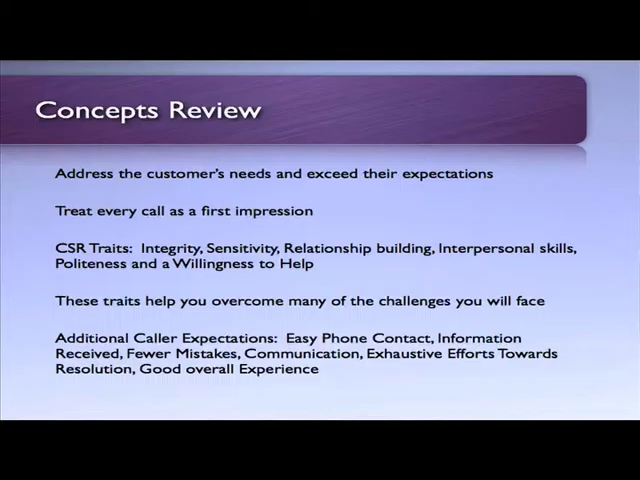 Concepts Review
Address the customer's needs and exceed their expectations
Treat every call as a first impression
CSR Traits:  Integrity, Sensitivity, Relationship building, Interpersonal skills,
Politeness and a Willingness to Help
These traits help you overcome many of the challenges you will face
Additional Caller Expectations:  Easy Phone Contact, Information
Received, Fewer Mistakes, Communication, Exhaustive Efforts Towards
Resolution, Good overall Experience